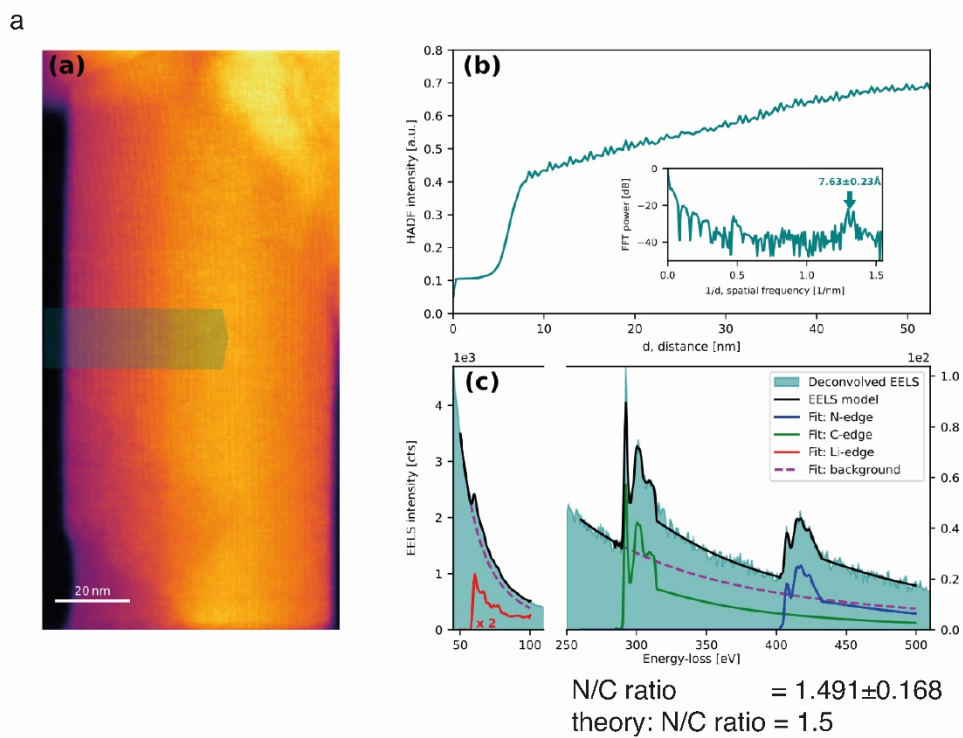 a
(a)
20 nm
(b)
HADF intensity [a.u.]
0.8
0.7
0.6
0.5
0.4
0.3
0.2
0.1
0.0
0 10 20 30 40 50
d, distance [nm]
FFT power [dB]
0
−20
−40
7.63±0.23Å
0.0 0.5 1.0 1.5
1/d, spatial frequency [1/nm]
1e3
1e2
(c)
EELS intensity [cts]
4
3
2
1
0
1.0
0.8
0.6
0.4
0.2
0.0
Deconvolved EELS
EELS model
Fit: N-edge
Fit: C-edge
Fit: Li-edge
Fit: background
x 2
50 100 250 300 350 400 450 500
Energy-loss [eV]
N/C ratio = 1.491±0.168
theory: N/C ratio = 1.5